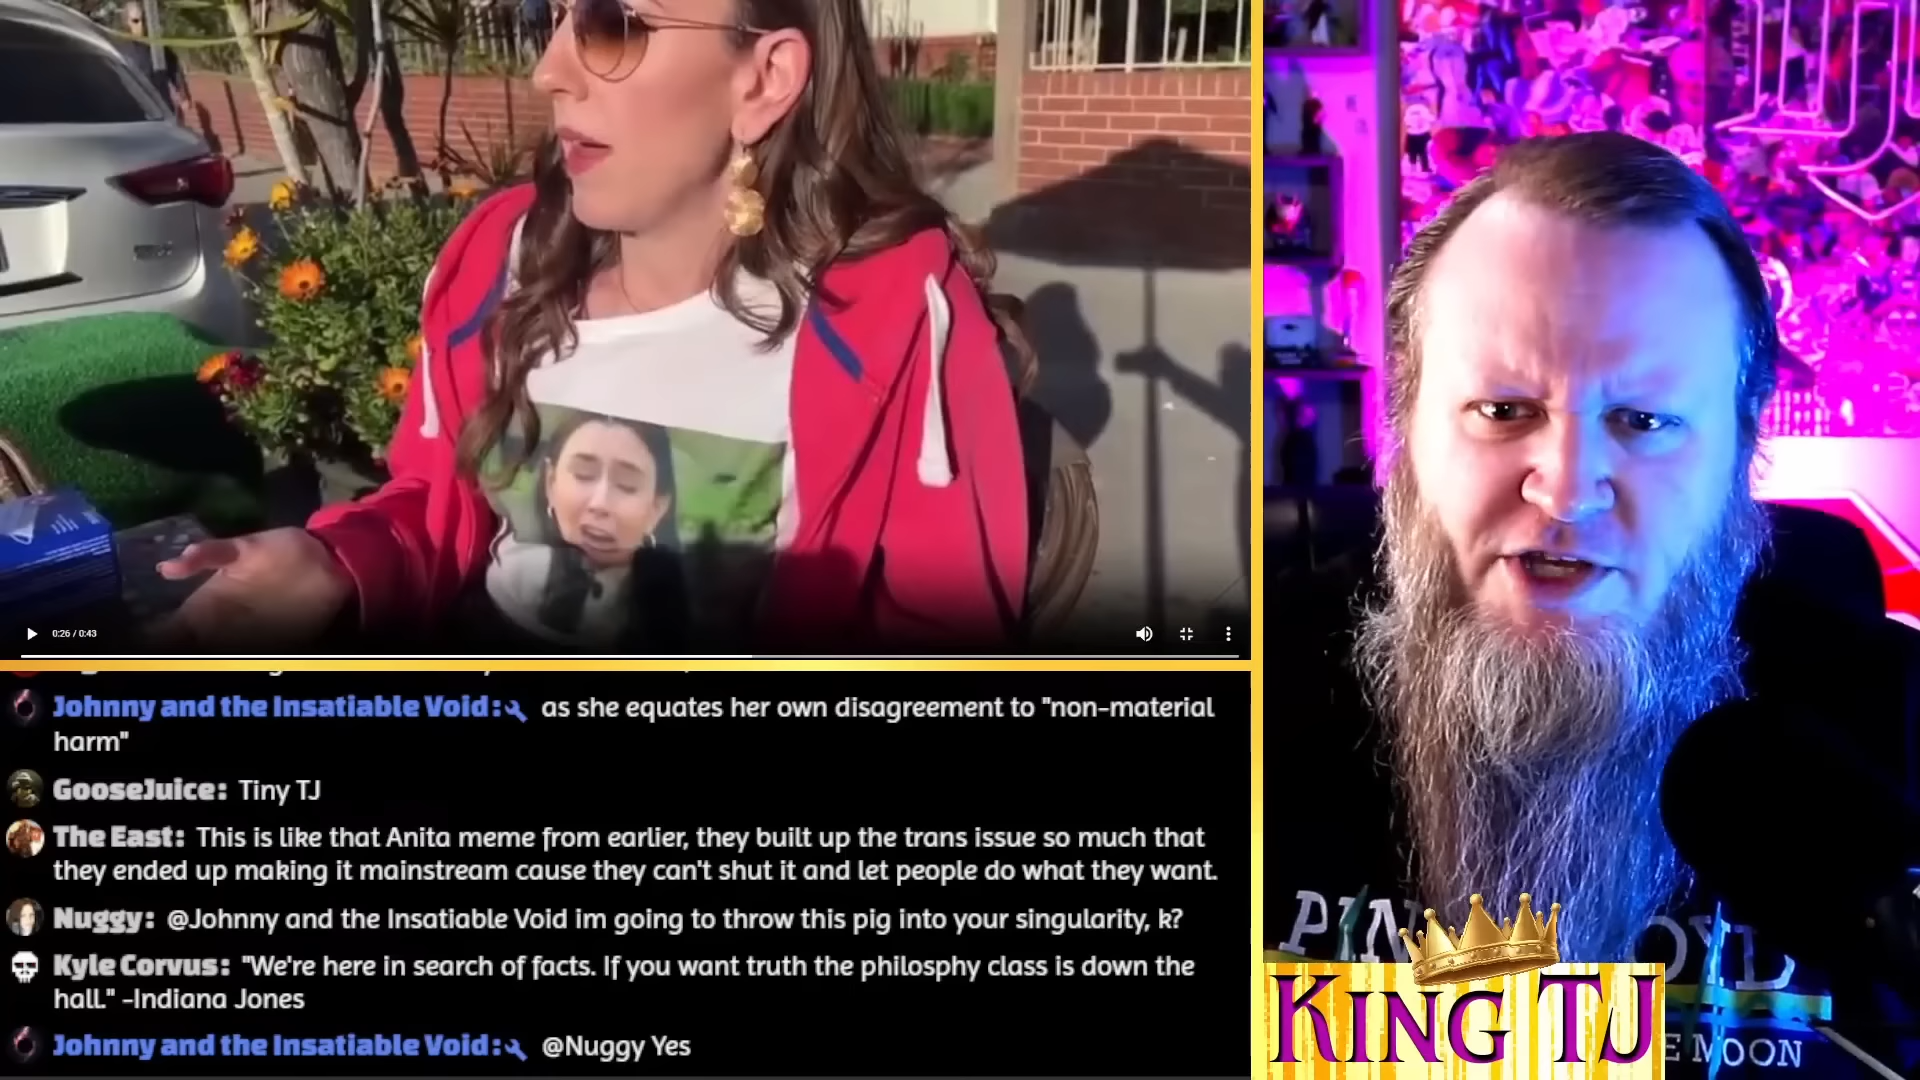 0:26 / 0:43
Johnny and the Insatiable Void: as she equates her own disagreement to "non-material
harm"
GooseJuice: Tiny TJ
The East: This is like that Anita meme from earlier, they built up the trans issue so much that
they ended up making it mainstream cause they can't shut it and let people do what they want.
Nuggy: @Johnny and the Insatiable Void im going to throw this pig into your singularity, k?
Kyle Corvus: "We're here in search of facts. If you want truth the philosphy class is down the
hall." -Indiana Jones
Johnny and the Insatiable Void: @Nuggy Yes
KING TJ
MOON